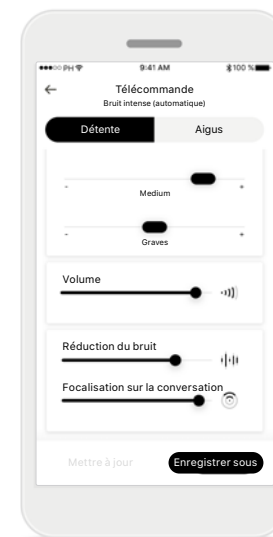 ●●●○○ PH 9:41 AM 100 %
Télécommande
Bruit intense (automatique)
Détente Aigus
- +
Medium
- +
Graves
Volume
Réduction du bruit
Focalisation sur la conversation
Mettre à jour Enregistrer sous